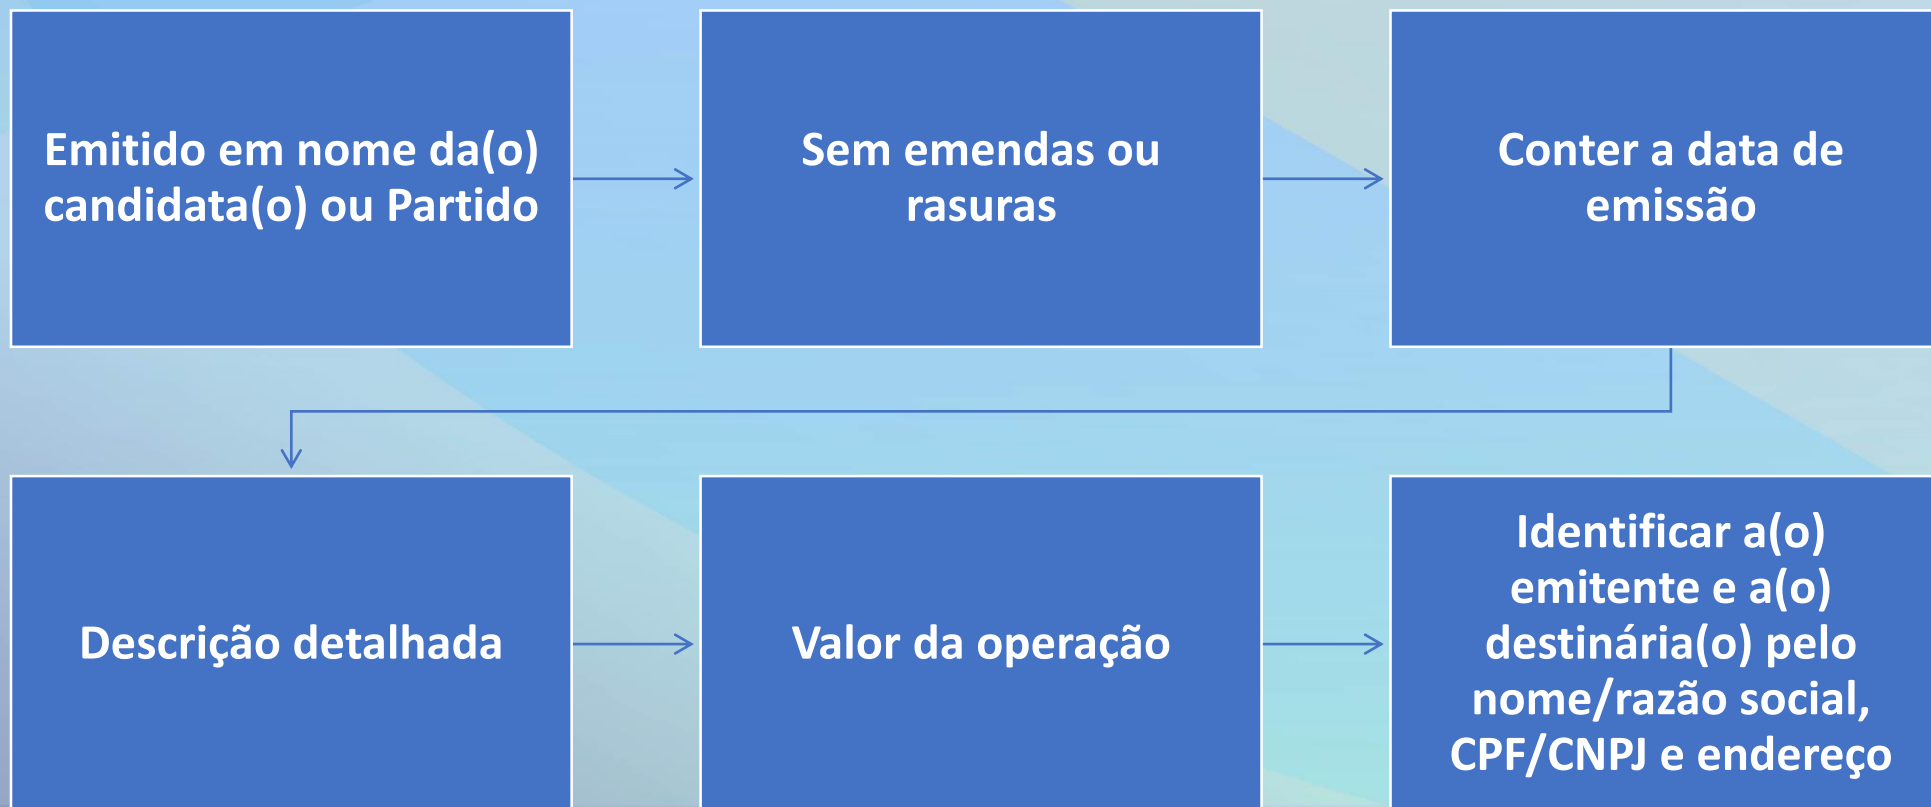 Emitido em nome da(o)
candidata(o) ou Partido
Sem emendas ou
rasuras
Conter a data de
emissão
Descrição detalhada
Valor da operação
Identificar a(o)
emitente e a(o)
destinária(o) pelo
nome/razão social,
CPF/CNPJ e endereço